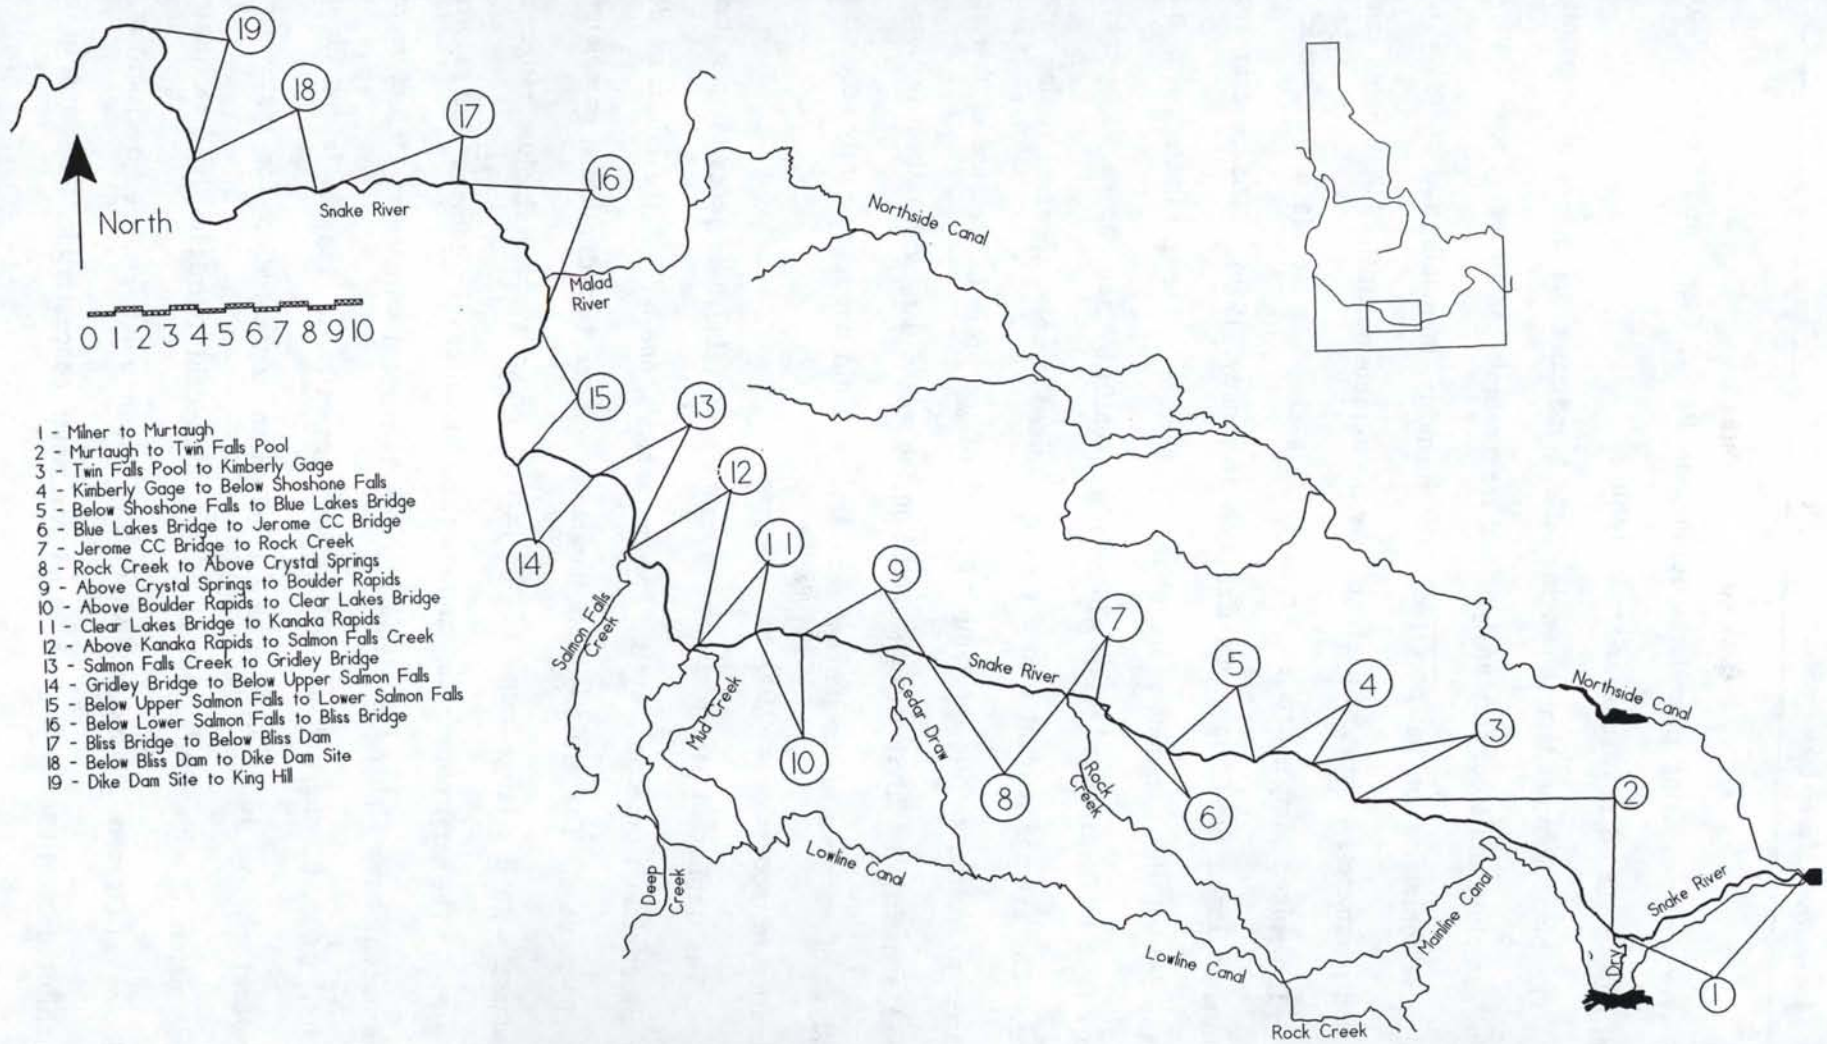 19
18
17
16
Snake River
North
Malad
River
Northside Canal
0 1 2 3 4 5 6 7 8 9 10
15
13
12
14
11
9
7
5
4
3
2
10
8
6
1
1 - Milner to Murtaugh
2 - Murtaugh to Twin Falls Pool
3 - Twin Falls Pool to Kimberly Gage
4 - Kimberly Gage to Below Shoshone Falls
5 - Below Shoshone Falls to Blue Lakes Bridge
6 - Blue Lakes Bridge to Jerome CC Bridge
7 - Jerome CC Bridge to Rock Creek
8 - Rock Creek to Above Crystal Springs
9 - Above Crystal Springs to Boulder Rapids
10 - Above Boulder Rapids to Clear Lakes Bridge
11 - Clear Lakes Bridge to Kanaka Rapids
12 - Above Kanaka Rapids to Salmon Falls Creek
13 - Salmon Falls Creek to Gridley Bridge
14 - Gridley Bridge to Below Upper Salmon Falls
15 - Below Upper Salmon Falls to Lower Salmon Falls
16 - Below Lower Salmon Falls to Bliss Bridge
17 - Bliss Bridge to Below Bliss Dam
18 - Below Bliss Dam to Dike Dam Site
19 - Dike Dam Site to King Hill
Salmon Falls
Creek
Mud Creek
Cedar Draw
Snake River
Rock
Creek
Northside Canal
Deep
Creek
Lowline Canal
Lowline Canal
Mainline Canal
Rock Creek
Snake River
Dry